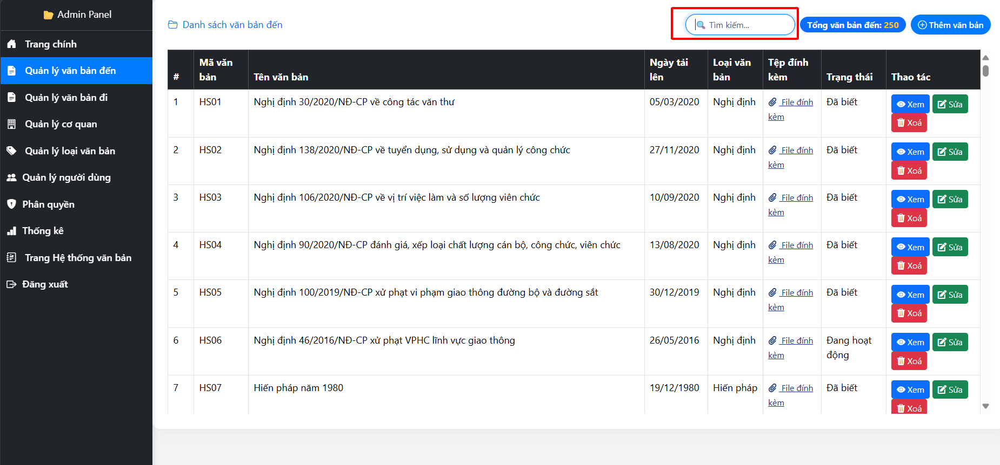 Admin Panel
Trang chính
Quản lý văn bản đến
Quản lý văn bản đi
Quản lý cơ quan
Quản lý loại văn bản
Quản lý người dùng
Phân quyền
Thống kê
Trang Hệ thống văn bản
Đăng xuất
Danh sách văn bản đến
Tìm kiếm...
Tổng văn bản đến: 250
Thêm văn bản
# Mã văn bản Tên văn bản Ngày tải lên Loại văn bản Tệp đính kèm Trạng thái Thao tác
1 HS01 Nghị định 30/2020/NĐ-CP về công tác văn thư 05/03/2020 Nghị định File đính kèm Đã biết Xem Sửa Xoá
2 HS02 Nghị định 138/2020/NĐ-CP về tuyển dụng, sử dụng và quản lý công chức 27/11/2020 Nghị định File đính kèm Đã biết Xem Sửa Xoá
3 HS03 Nghị định 106/2020/NĐ-CP về vị trí việc làm và số lượng viên chức 10/09/2020 Nghị định File đính kèm Đã biết Xem Sửa Xoá
4 HS04 Nghị định 90/2020/NĐ-CP đánh giá, xếp loại chất lượng cán bộ, công chức, viên chức 13/08/2020 Nghị định File đính kèm Đã biết Xem Sửa Xoá
5 HS05 Nghị định 100/2019/NĐ-CP xử phạt vi phạm giao thông đường bộ và đường sắt 30/12/2019 Nghị định File đính kèm Đã biết Xem Sửa Xoá
6 HS06 Nghị định 46/2016/NĐ-CP xử phạt VPHC lĩnh vực giao thông 26/05/2016 Nghị định File đính kèm Đang hoạt động Xem Sửa Xoá
7 HS07 Hiến pháp năm 1980 19/12/1980 Hiến pháp File đính kèm Đã biết Xem Sửa Xoá